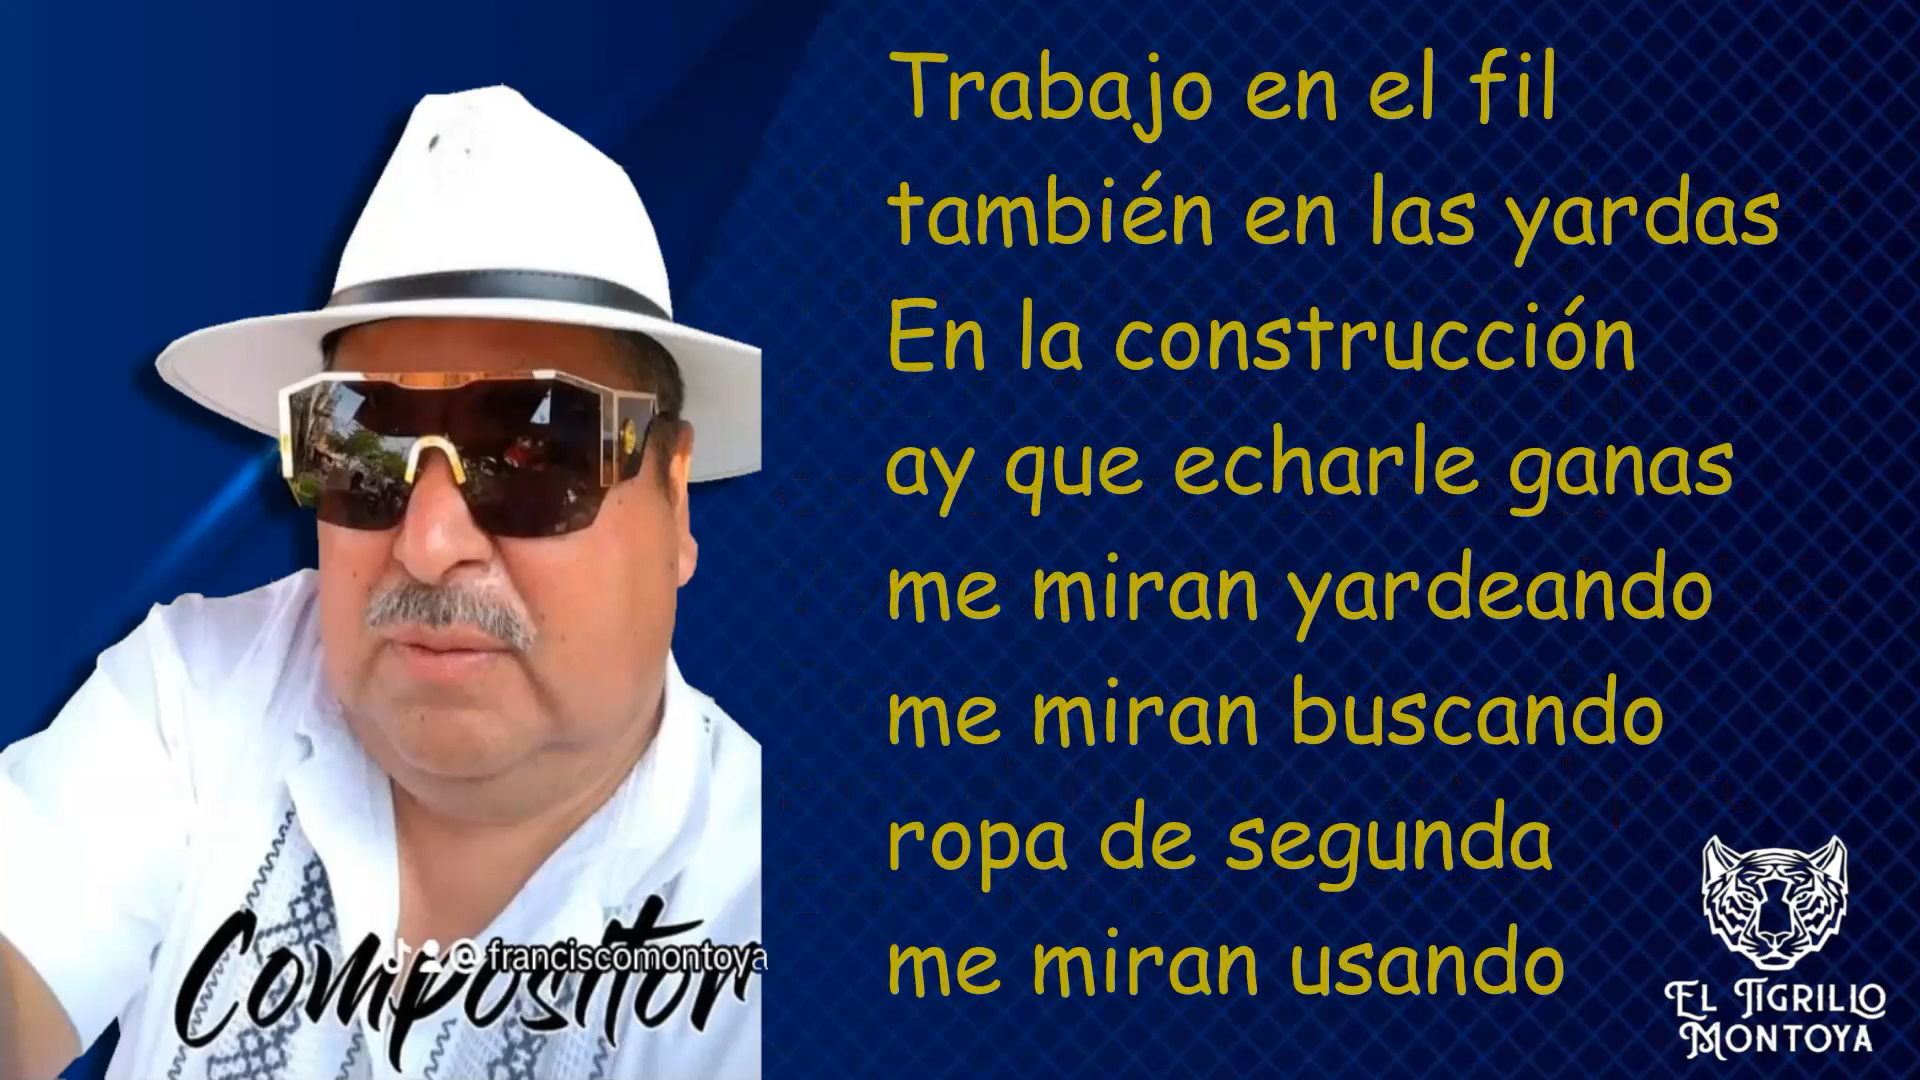 Trabajo en el fil
también en las yardas
En la construcción
ay que echarle ganas
me miran yardeando
me miran buscando
ropa de segunda
me miran usando
Compositor
@franciscomontoya
EL TIGRILLO
MONTOYA